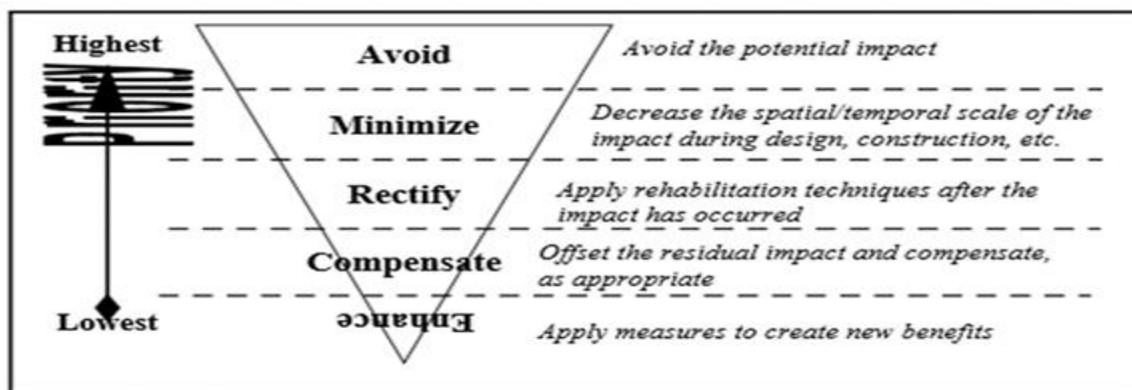 Highest
Avoid
Avoid the potential impact
Minimize
Decrease the spatial/temporal scale of the
impact during design, construction, etc.
Rectify
Apply rehabilitation techniques after the
impact has occurred
Compensate
Offset the residual impact and compensate,
as appropriate
Lowest
Enhance
Apply measures to create new benefits